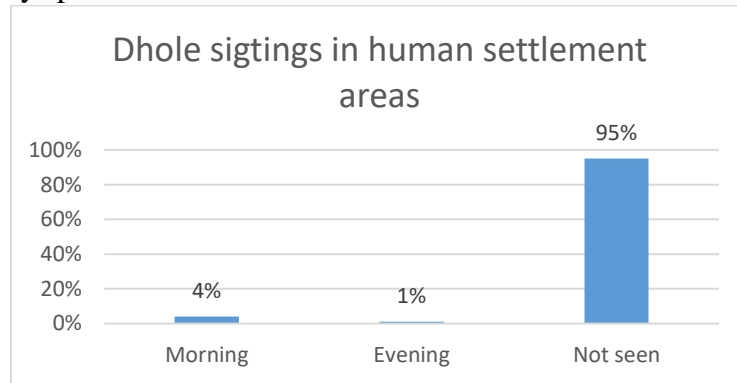 Dhole sigtings in human settlement
areas
95%
100%
80%
60%
40%
20%
0%
4%
1%
Morning
Evening
Not seen